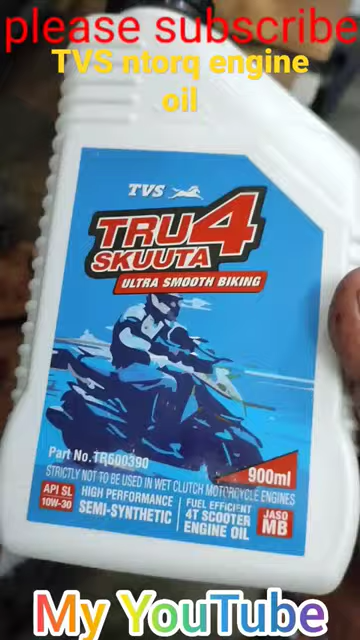 please subscribe
TVS ntorq engine
oil
TVS
TRU4
SKUUTA
ULTRA SMOOTH BIKING
Part No.TR600390
900ml
STRICTLY NOT TO BE USED IN WET CLUTCH MOTORCYCLE ENGINES
API SL
10W-30
HIGH PERFORMANCE
SEMI-SYNTHETIC
FUEL EFFICIENT
4T SCOOTER
ENGINE OIL
JASO
MB
My YouTube